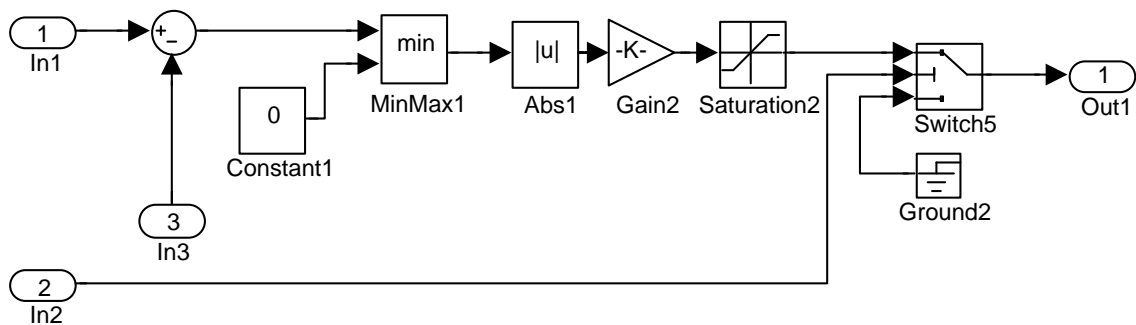 1
In1
+
−
min
MinMax1
0
Constant1
|u|
Abs1
-K-
Gain2
Saturation2
Switch5
1
Out1
Ground2
3
In3
2
In2